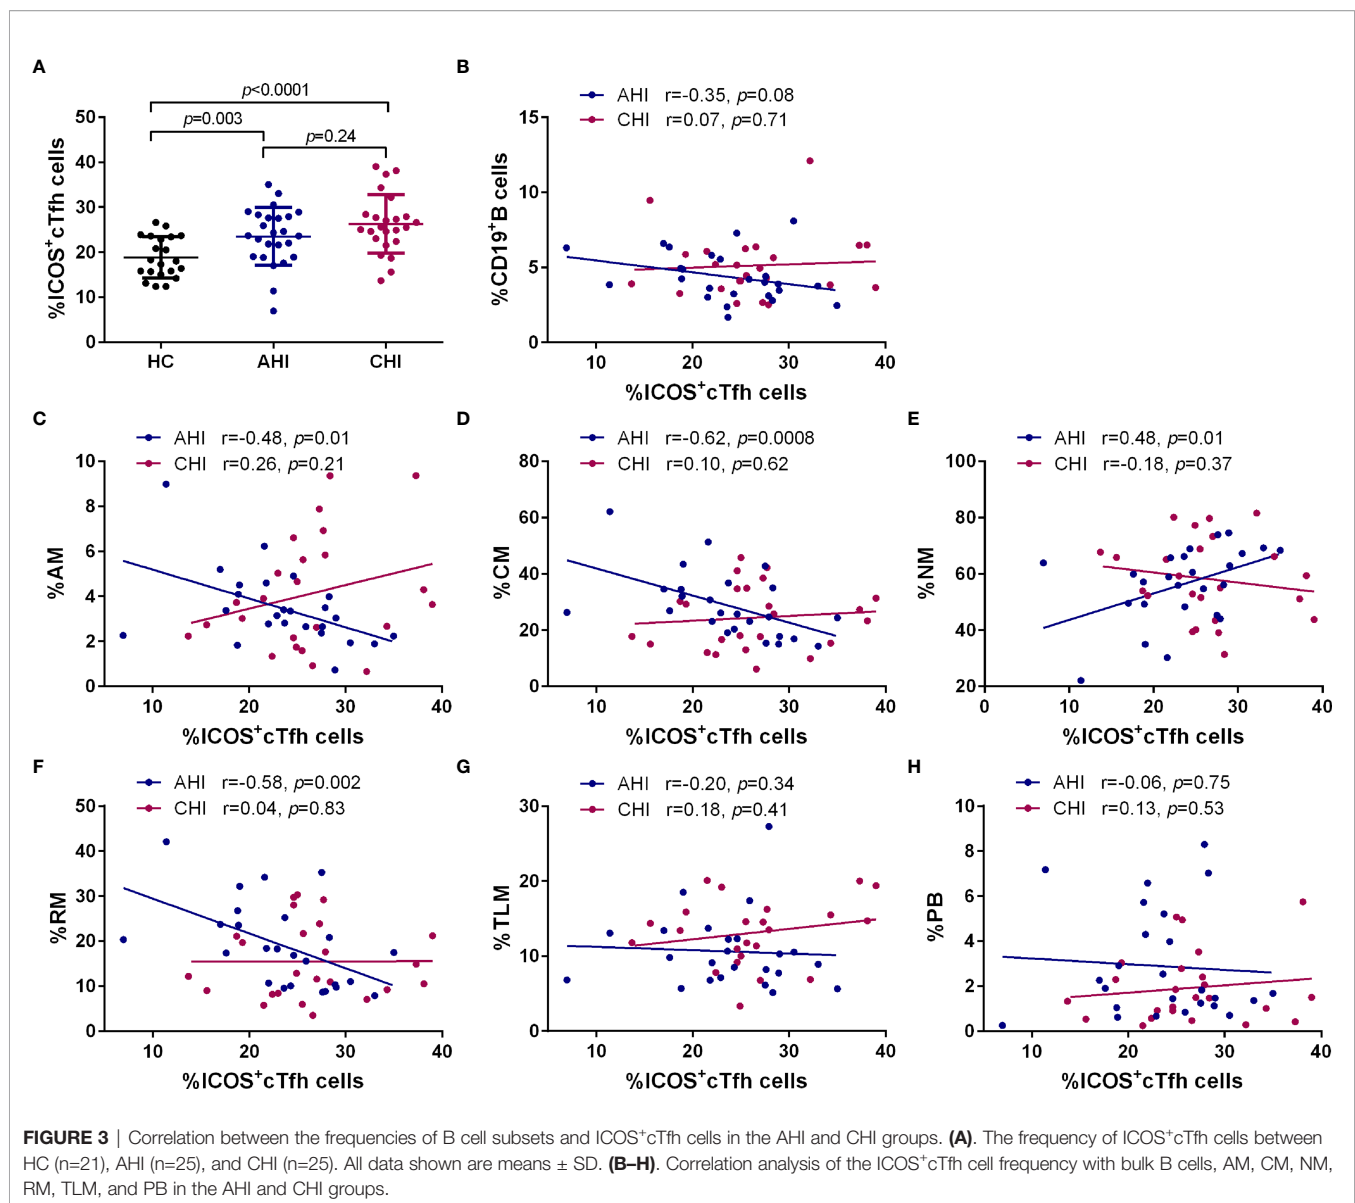 A
p<0.0001
p=0.003
p=0.24
%ICOS+cTfh cells
50
40
30
20
10
0
HC AHI CHI
B
AHI r=-0.35, p=0.08
CHI r=0.07, p=0.71
%CD19+B cells
15
10
5
0
10 20 30 40
%ICOS+cTfh cells
C
AHI r=-0.48, p=0.01
CHI r=0.26, p=0.21
%AM
10
8
6
4
2
0
10 20 30 40
%ICOS+cTfh cells
D
AHI r=-0.62, p=0.0008
CHI r=0.10, p=0.62
%CM
80
60
40
20
0
10 20 30 40
%ICOS+cTfh cells
E
AHI r=0.48, p=0.01
CHI r=-0.18, p=0.37
%NM
100
80
60
40
20
0 10 20 30 40
%ICOS+cTfh cells
F
AHI r=-0.58, p=0.002
CHI r=0.04, p=0.83
%RM
50
40
30
20
10
0
10 20 30 40
%ICOS+cTfh cells
G
AHI r=-0.20, p=0.34
CHI r=0.18, p=0.41
%TLM
30
20
10
0
10 20 30 40
%ICOS+cTfh cells
H
AHI r=-0.06, p=0.75
CHI r=0.13, p=0.53
%PB
10
8
6
4
2
0
10 20 30 40
%ICOS+cTfh cells
FIGURE 3 | Correlation between the frequencies of B cell subsets and ICOS+cTfh cells in the AHI and CHI groups. (A). The frequency of ICOS+cTfh cells between
HC (n=21), AHI (n=25), and CHI (n=25). All data shown are means ± SD. (B–H). Correlation analysis of the ICOS+cTfh cell frequency with bulk B cells, AM, CM, NM,
RM, TLM, and PB in the AHI and CHI groups.